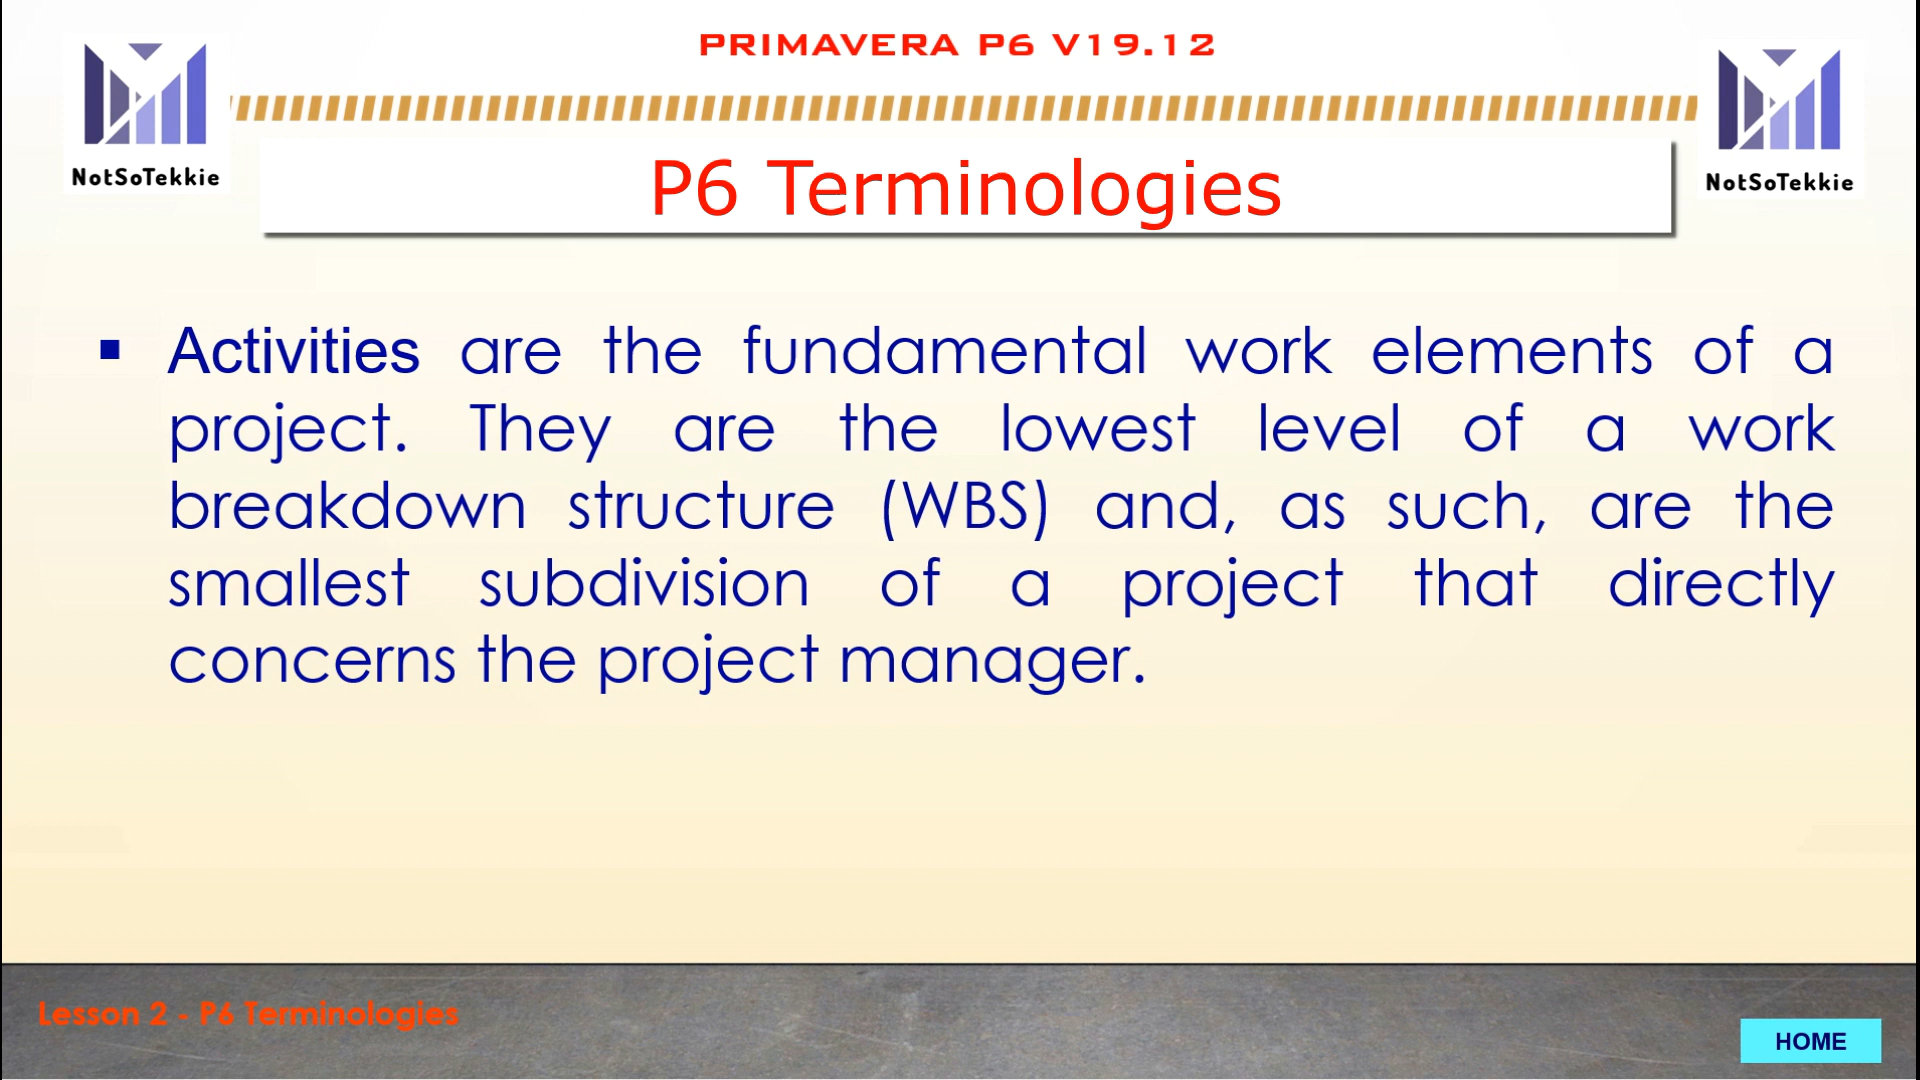 PRIMAVERA P6 V19.12
NotSoTekkie
P6 Terminologies
NotSoTekkie
▪ Activities are the fundamental work elements of a
project. They are the lowest level of a work
breakdown structure (WBS) and, as such, are the
smallest subdivision of a project that directly
concerns the project manager.
Lesson 2 - P6 Terminologies
HOME